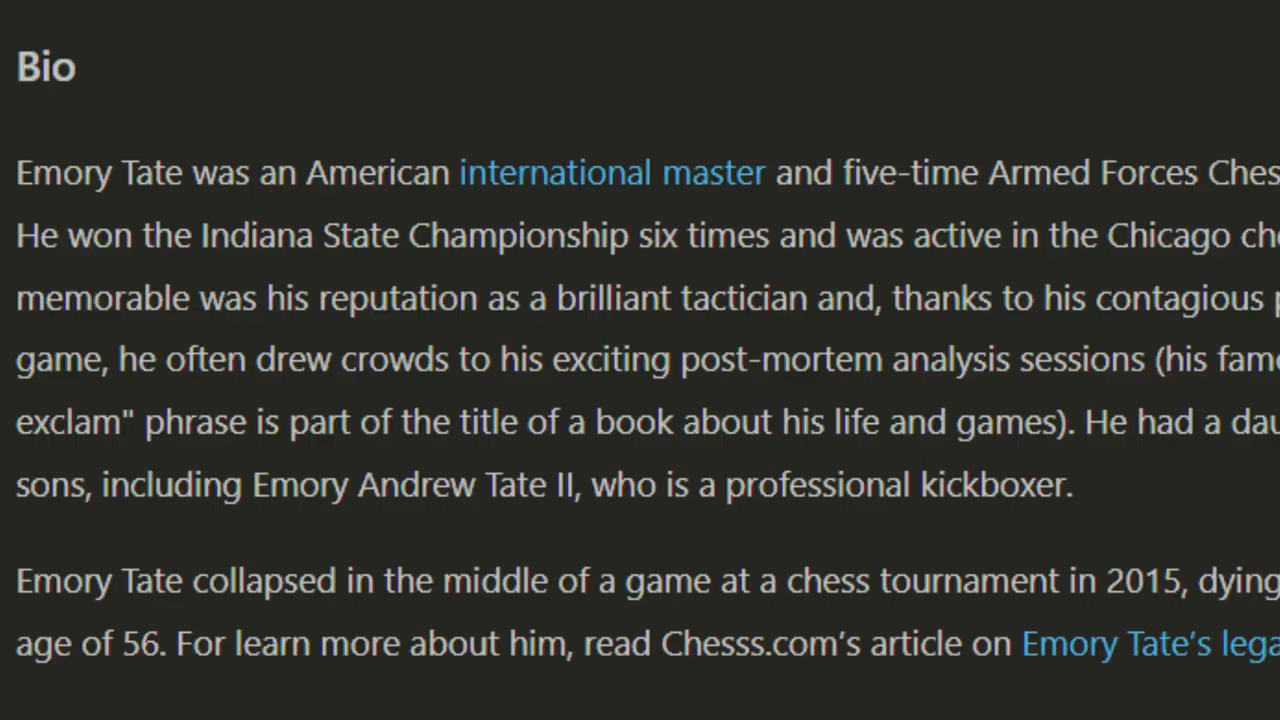 Bio
Emory Tate was an American international master and five-time Armed Forces Ches
He won the Indiana State Championship six times and was active in the Chicago che
memorable was his reputation as a brilliant tactician and, thanks to his contagious p
game, he often drew crowds to his exciting post-mortem analysis sessions (his famo
exclam" phrase is part of the title of a book about his life and games). He had a dau
sons, including Emory Andrew Tate II, who is a professional kickboxer.
Emory Tate collapsed in the middle of a game at a chess tournament in 2015, dying
age of 56. For learn more about him, read Chesss.com’s article on Emory Tate’s lega